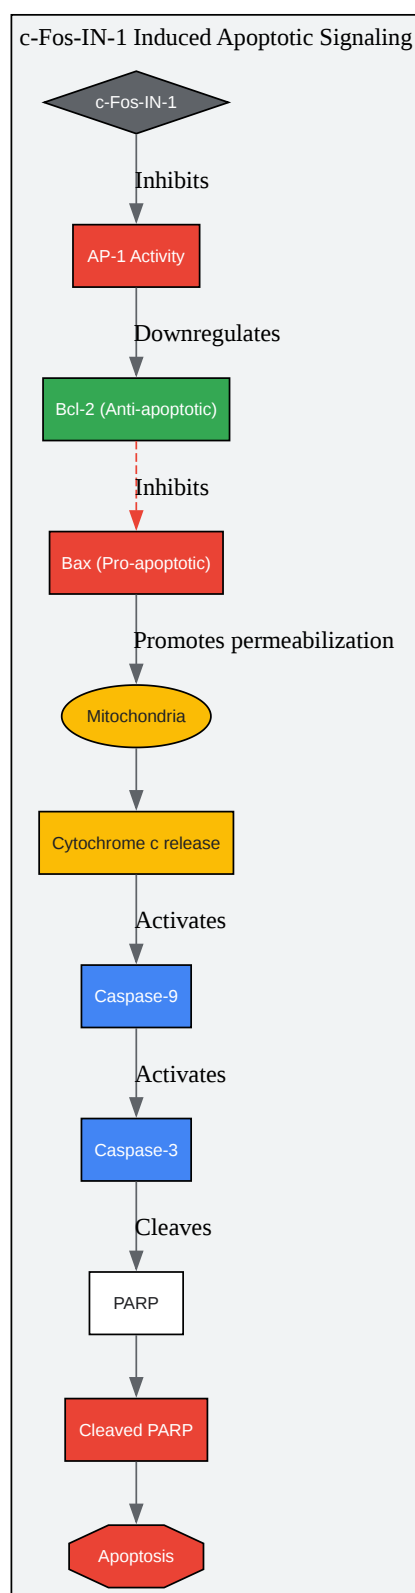 c-Fos-IN-1 Induced Apoptotic Signaling
c-Fos-IN-1
Inhibits
AP-1 Activity
Downregulates
Bcl-2 (Anti-apoptotic)
Inhibits
Bax (Pro-apoptotic)
Promotes permeabilization
Mitochondria
Cytochrome c release
Activates
Caspase-9
Activates
Caspase-3
Cleaves
PARP
Cleaved PARP
Apoptosis